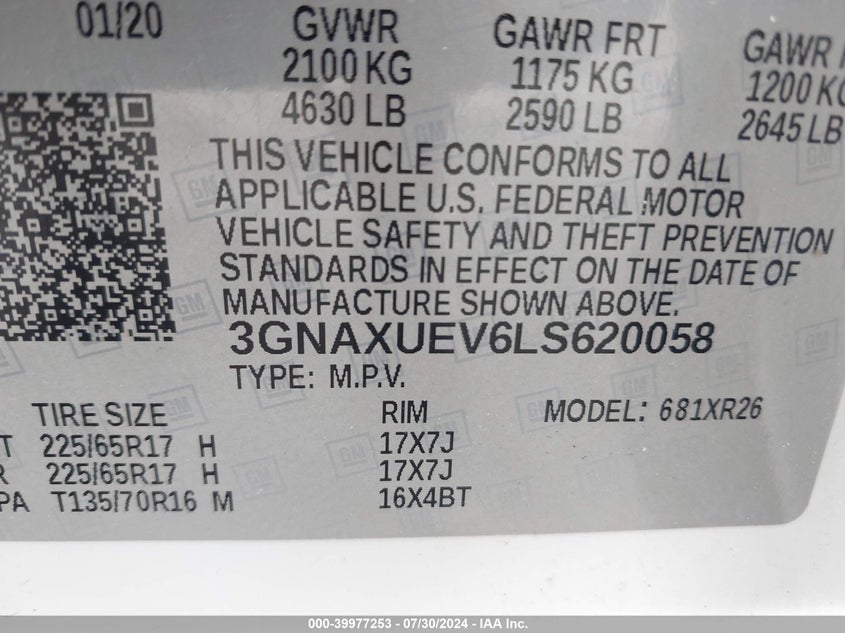 01/20 GVWR GAWR FRT GAWR
2100 KG 1175 KG 1200 KG
4630 LB 2590 LB 2645 LB
THIS VEHICLE CONFORMS TO ALL
APPLICABLE U.S. FEDERAL MOTOR
VEHICLE SAFETY AND THEFT PREVENTION
STANDARDS IN EFFECT ON THE DATE OF
MANUFACTURE SHOWN ABOVE.
3GNAXUEV6LS620058
TYPE: M.P.V.
TIRE SIZE RIM MODEL: 681XR26
T 225/65R17 H 17X7J
R 225/65R17 H 17X7J
PA T135/70R16 M 16X4BT
000-39977253 - 07/30/2024 - IAA Inc.